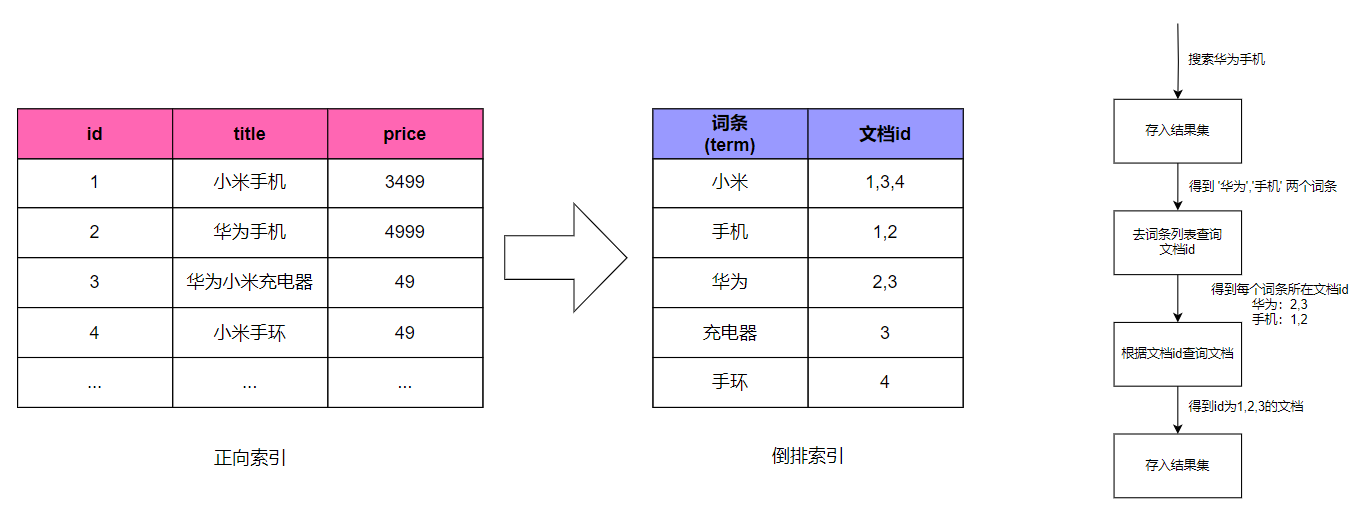 id title price
1 小米手机 3499
2 华为手机 4999
3 华为小米充电器 49
4 小米手环 49
... ... ...
正向索引
词条
(term) 文档id
小米 1,3,4
手机 1,2
华为 2,3
充电器 3
手环 4
倒排索引
搜索华为手机
存入结果集
得到 '华为','手机' 两个词条
去词条列表查询
文档id
得到每个词条所在文档id
华为：2,3
手机：1,2
根据文档id查询文档
得到id为1,2,3的文档
存入结果集